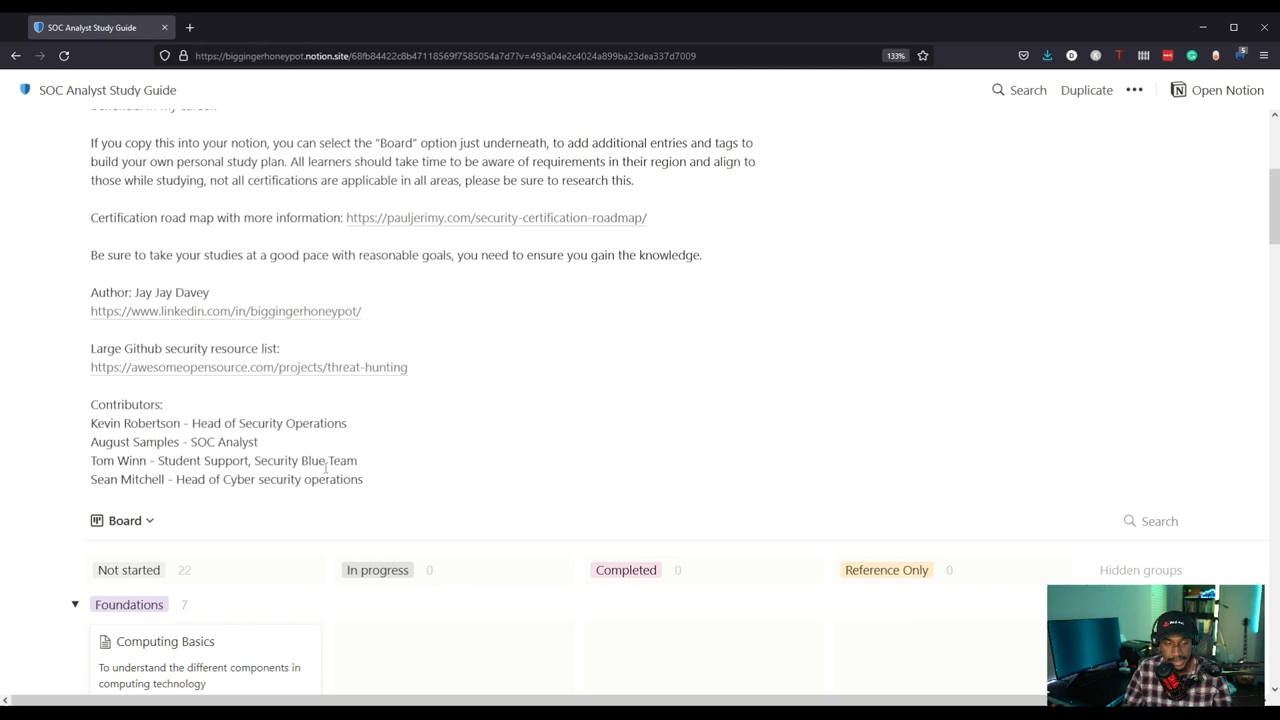 SOC Analyst Study Guide
https://biggingerhoneypot.notion.site/68fb84422c8b47118569f7585054a7d7?v=493a04e2c4024a899ba23dea337d7009
133%
SOC Analyst Study Guide
Search
Duplicate
Open Notion
beneficial in my career
If you copy this into your notion, you can select the “Board” option just underneath, to add additional entries and tags to
build your own personal study plan. All learners should take time to be aware of requirements in their region and align to
those while studying, not all certifications are applicable in all areas, please be sure to research this.
Certification road map with more information: https://pauljerimy.com/security-certification-roadmap/
Be sure to take your studies at a good pace with reasonable goals, you need to ensure you gain the knowledge.
Author: Jay Jay Davey
https://www.linkedin.com/in/biggingerhoneypot/
Large Github security resource list:
https://awesomeopensource.com/projects/threat-hunting
Contributors:
Kevin Robertson - Head of Security Operations
August Samples - SOC Analyst
Tom Winn - Student Support, Security Blue Team
Sean Mitchell - Head of Cyber security operations
Board
Search
Not started 22
In progress 0
Completed 0
Reference Only 0
Hidden groups
Foundations 7
Computing Basics
To understand the different components in
computing technology